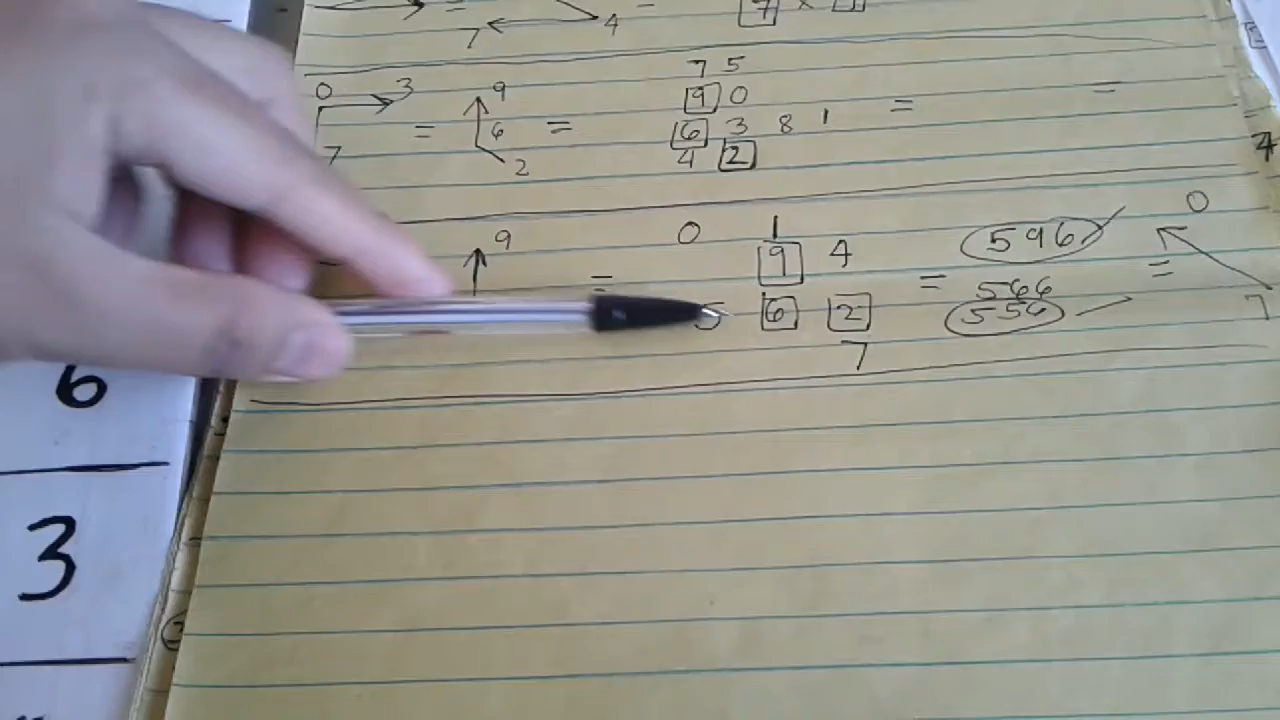 = 7 4 = 7 ×
7 5
0 3 9 9 0
= 6 = 6 3 8 1 = =
7 2 4 2 4
0 1 596 0
9 9 4
= = 566 =
5 6 2 556 7
7
6
3